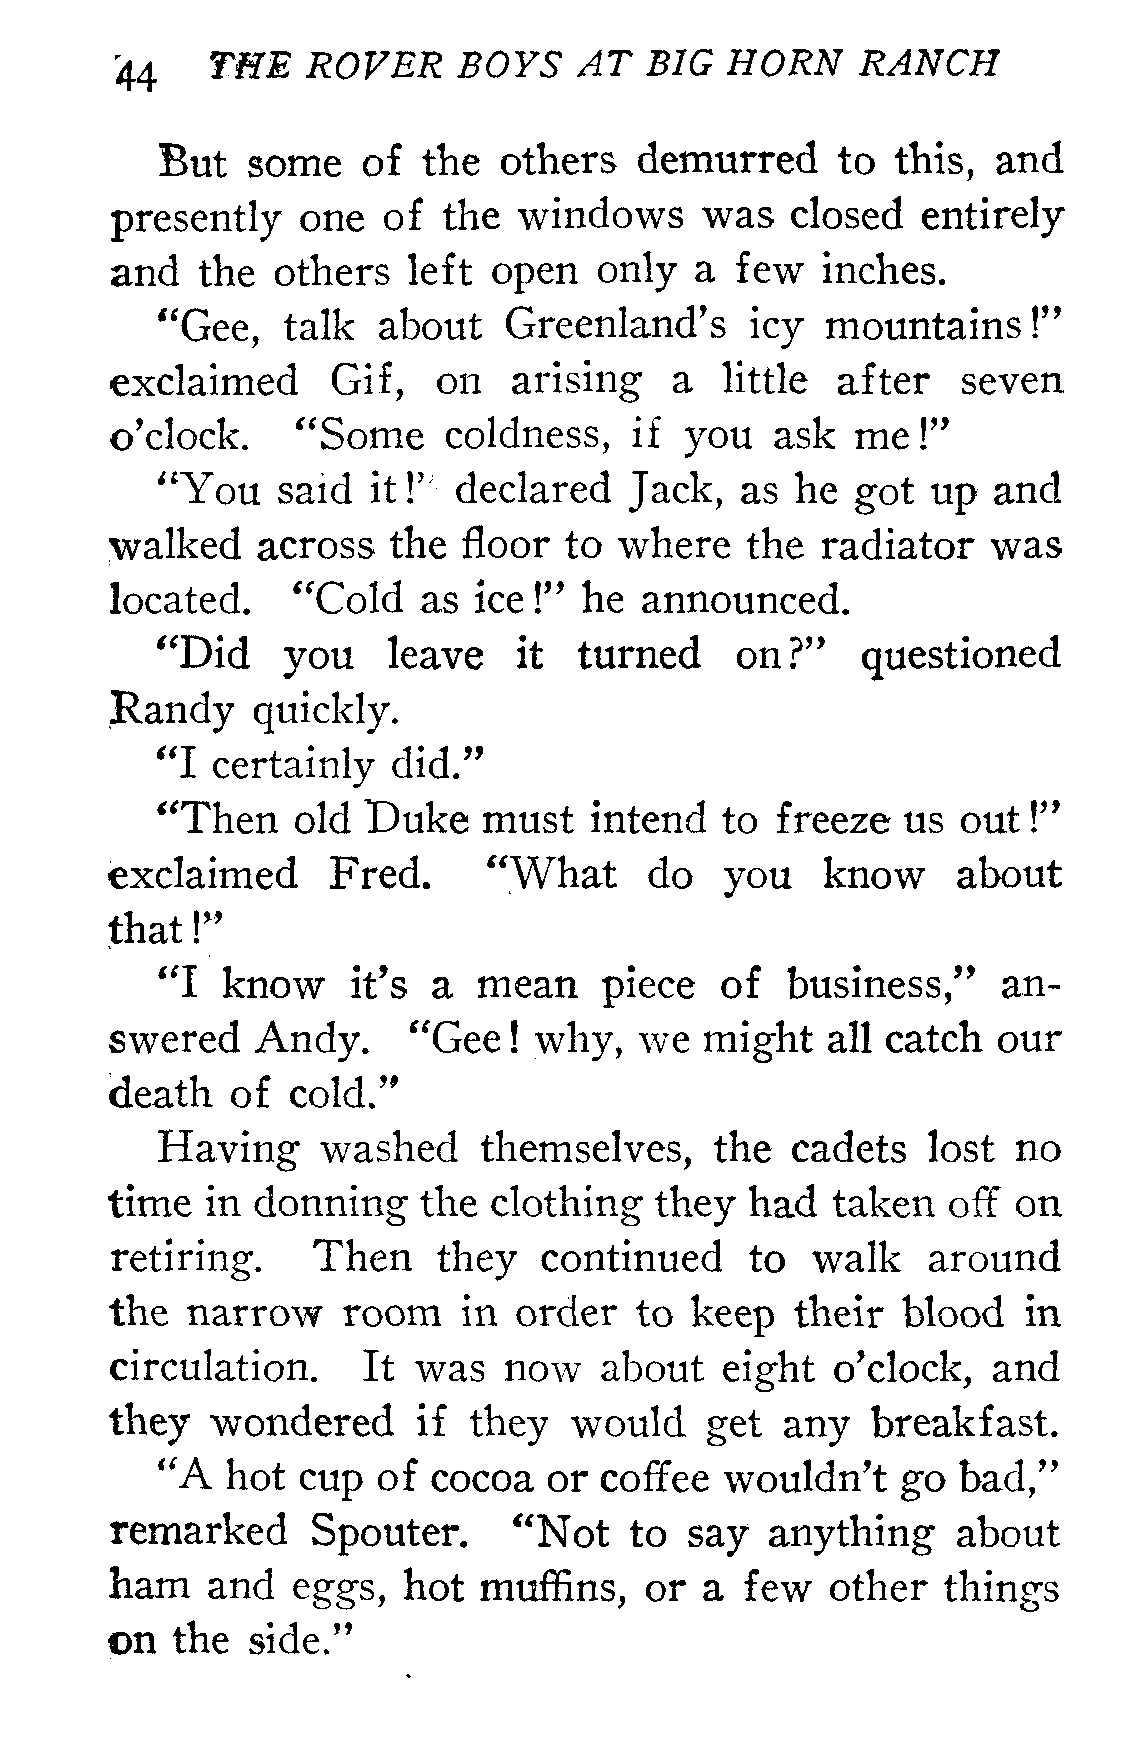 44 THE ROVER BOYS AT BIG HORN RANCH
But some of the others demurred to this, and
presently one of the windows was closed entirely
and the others left open only a few inches.
"Gee, talk about Greenland's icy mountains!"
exclaimed Gif, on arising a little after seven
o'clock. "Some coldness, if you ask me!"
"You said it!' declared Jack, as he got up and
walked across the floor to where the radiator was
located. "Cold as ice!" he announced.
"Did you leave it turned on?" questioned
Randy quickly.
"I certainly did."
"Then old Duke must intend to freeze us out!"
exclaimed Fred. "What do you know about
that!"
"I know it's a mean piece of business," an-
swered Andy. "Gee! why, we might all catch our
death of cold."
Having washed themselves, the cadets lost no
time in donning the clothing they had taken off on
retiring. Then they continued to walk around
the narrow room in order to keep their blood in
circulation. It was now about eight o'clock, and
they wondered if they would get any breakfast.
"A hot cup of cocoa or coffee wouldn't go bad,"
remarked Spouter. "Not to say anything about
ham and eggs, hot muffins, or a few other things
on the side."